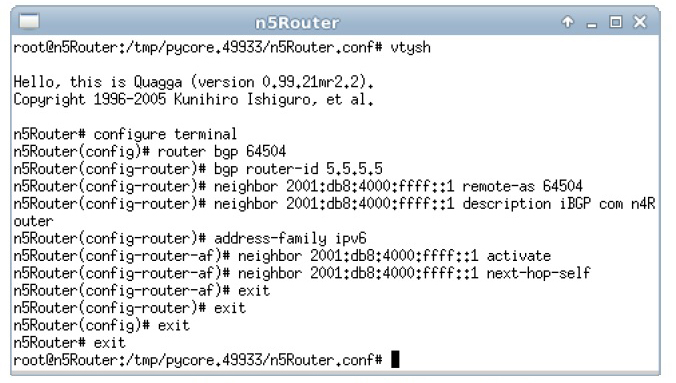 n5Router
root@n5Router:/tmp/pycore.49933/n5Router.conf# vtysh
Hello, this is Quagga (version 0.99.21mr2.2).
Copyright 1996-2005 Kunihiro Ishiguro, et al.
n5Router# configure terminal
n5Router(config)# router bgp 64504
n5Router(config-router)# bgp router-id 5.5.5.5
n5Router(config-router)# neighbor 2001:db8:4000:ffff::1 remote-as 64504
n5Router(config-router)# neighbor 2001:db8:4000:ffff::1 description iBGP com n4R
outer
n5Router(config-router)# address-family ipv6
n5Router(config-router-af)# neighbor 2001:db8:4000:ffff::1 activate
n5Router(config-router-af)# neighbor 2001:db8:4000:ffff::1 next-hop-self
n5Router(config-router-af)# exit
n5Router(config-router)# exit
n5Router(config)# exit
n5Router# exit
root@n5Router:/tmp/pycore.49933/n5Router.conf#